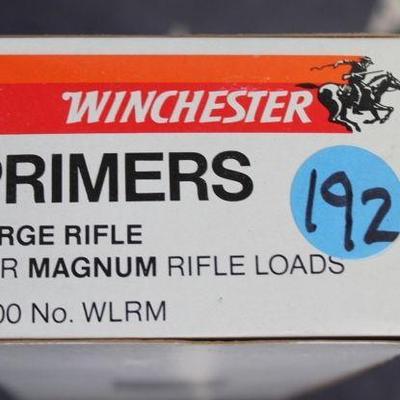 WINCHESTER
PRIMERS
192
RGE RIFLE
R MAGNUM RIFLE LOADS
00 No. WLRM